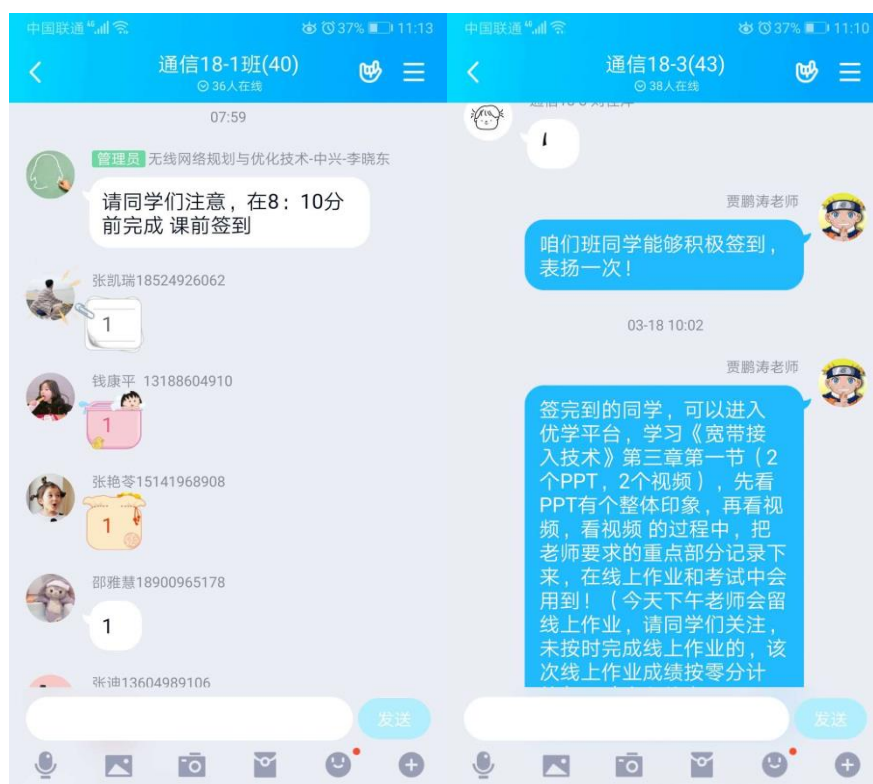 中国联通 37% 11:13
通信18-1班(40)
36人在线
07:59
管理员 无线网络规划与优化技术-中兴-李晓东
请同学们注意，在8：10分
前完成 课前签到
张凯瑞18524926062
1
钱康平 13188604910
1
张艳苓15141968908
1
邵雅慧18900965178
1
张迪13604989106
发送
中国联通 37% 11:10
通信18-3(43)
38人在线
1
贾鹏涛老师
咱们班同学能够积极签到，
表扬一次！
03-18 10:02
贾鹏涛老师
签完到的同学，可以进入
优学平台，学习《宽带接
入技术》第三章第一节（2
个PPT，2个视频），先看
PPT有个整体印象，再看视
频，看视频 的过程中，把
老师要求的重点部分记录下
来，在线上作业和考试中会
用到！（今天下午老师会留
线上作业，请同学们关注，
未按时完成线上作业的，该
次线上作业成绩按零分计
发送